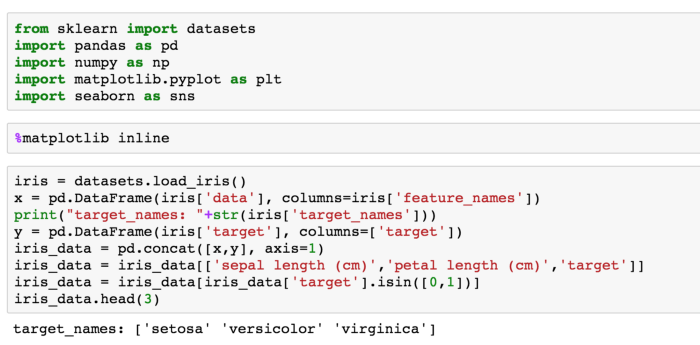 from sklearn import datasets
import pandas as pd
import numpy as np
import matplotlib.pyplot as plt
import seaborn as sns
%matplotlib inline
iris = datasets.load_iris()
x = pd.DataFrame(iris['data'], columns=iris['feature_names'])
print("target_names: "+str(iris['target_names']))
y = pd.DataFrame(iris['target'], columns=['target'])
iris_data = pd.concat([x,y], axis=1)
iris_data = iris_data[['sepal length (cm)','petal length (cm)','target']]
iris_data = iris_data[iris_data['target'].isin([0,1])]
iris_data.head(3)
target_names: ['setosa' 'versicolor' 'virginica']